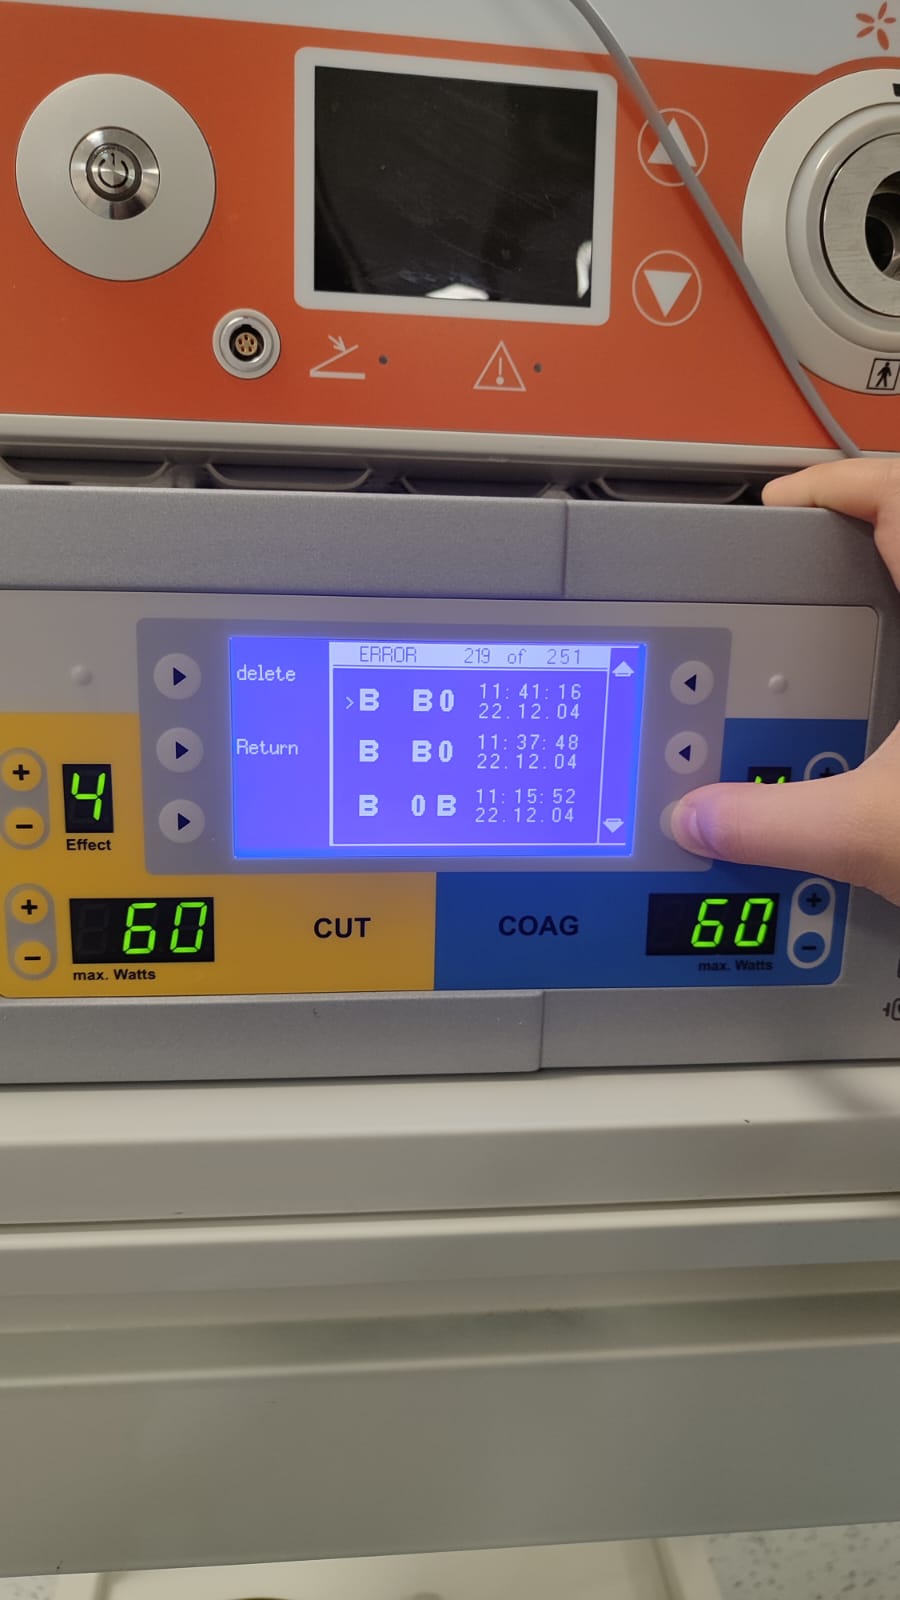 ERROR 219 of 251
delete
>B B0 11:41:16
22.12.04
Return
B B0 11:37:48
22.12.04
B 0B 11:15:52
22.12.04
4
Effect
60
max. Watts
CUT
COAG
60
max. Watts